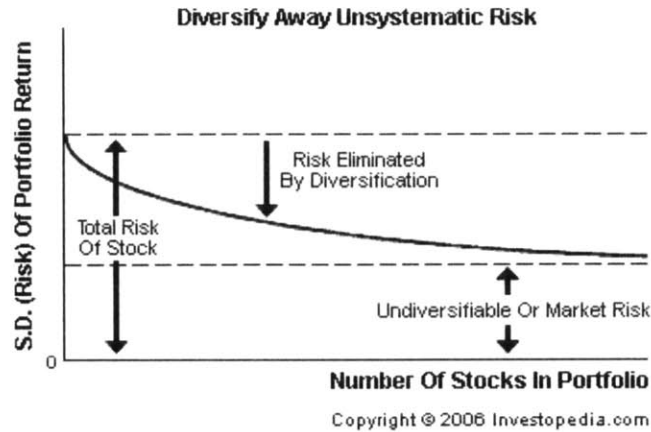 Diversify Away Unsystematic Risk
S.D. (Risk) Of Portfolio Return
Risk Eliminated
By Diversification
Total Risk
Of Stock
Undiversifiable Or Market Risk
0
Number Of Stocks In Portfolio
Copyright © 2006 Investopedia.com